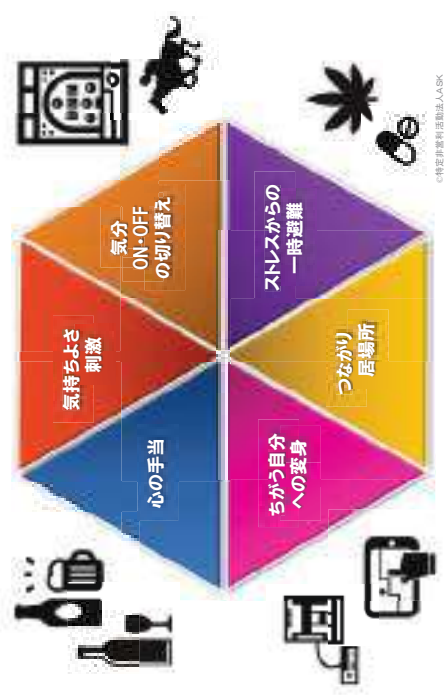 気持ちよさ
刺激
気分
ON・OFF
の切り替え
ストレスからの
一時避難
つながり
居場所
ちがう自分
への変身
心の手当
©特定非営利活動法人ASK